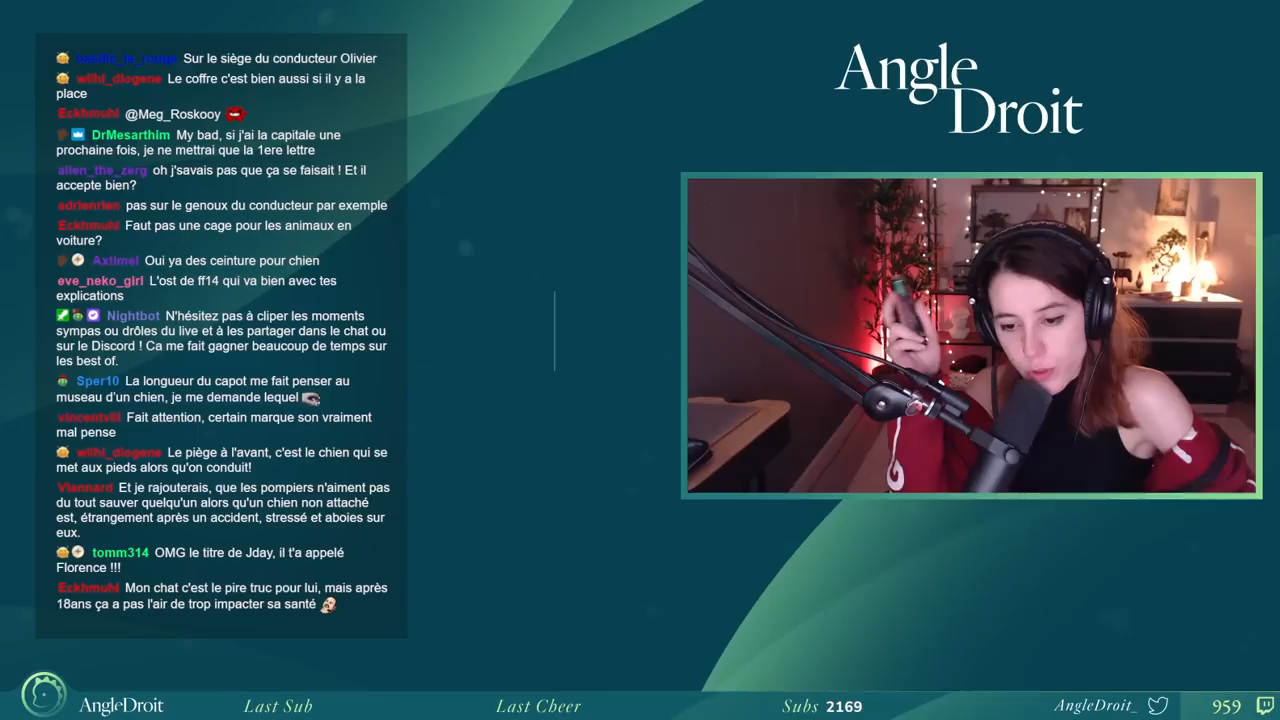 basilic_le_rouge Sur le siège du conducteur Olivier
wilhl_diogene Le coffre c'est bien aussi si il y a la
place
Eckhmuhl @Meg_Roskooy
DrMesarthim My bad, si j'ai la capitale une
prochaine fois, je ne mettrai que la 1ere lettre
alien_the_zerg oh j'savais pas que ça se faisait ! Et il
accepte bien?
adrienrien pas sur le genoux du conducteur par exemple
Eckhmuhl Faut pas une cage pour les animaux en
voiture?
Axtimel Oui ya des ceinture pour chien
eve_neko_girl L'ost de ff14 qui va bien avec tes
explications
Nightbot N'hésitez pas à cliper les moments
sympas ou drôles du live et à les partager dans le chat ou
sur le Discord ! Ca me fait gagner beaucoup de temps sur
les best of.
Sper10 La longueur du capot me fait penser au
museau d'un chien, je me demande lequel
vincentvill Fait attention, certain marque son vraiment
mal pense
wilhl_diogene Le piège à l'avant, c'est le chien qui se
met aux pieds alors qu'on conduit!
Viannard Et je rajouterais, que les pompiers n'aiment pas
du tout sauver quelqu'un alors qu'un chien non attaché
est, étrangement après un accident, stressé et aboies sur
eux.
tomm314 OMG le titre de Jday, il t'a appelé
Florence !!!
Eckhmuhl Mon chat c'est le pire truc pour lui, mais après
18ans ça a pas l'air de trop impacter sa santé
Angle
Droit
AngleDroit Last Sub Last Cheer Subs 2169 AngleDroit_ 959